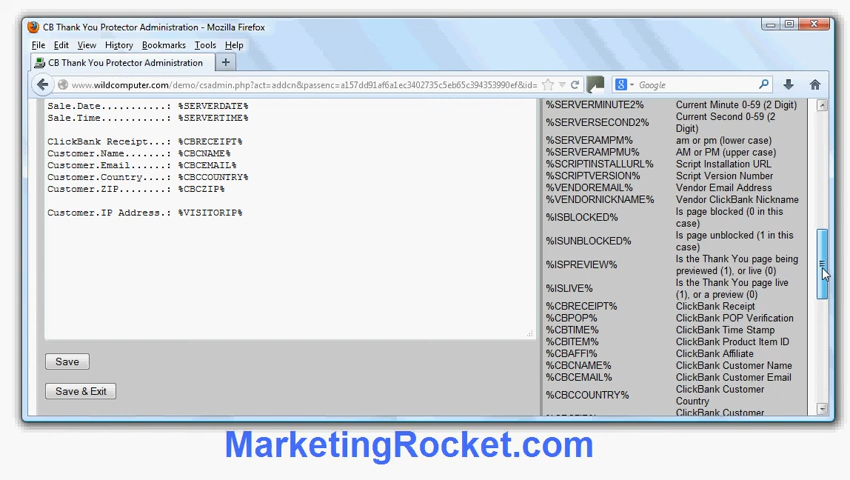 CB Thank You Protector Administration - Mozilla Firefox
File Edit View History Bookmarks Tools Help
CB Thank You Protector Administration
www.wildcomputer.com/demo/csadmin.php?act=addcn&passenc=a157dd91af6a1ec3402735c5eb65c394353990ef&id= Google
Sale.Date...........: %SERVERDATE%
Sale.Time...........: %SERVERTIME%
ClickBank Receipt...: %CBRECEIPT%
Customer.Name.......: %CBCNAME%
Customer.Email......: %CBCEMAIL%
Customer.Country....: %CBCCOUNTRY%
Customer.ZIP........: %CBCZIP%
Customer.IP Address.: %VISITORIP%
Save
Save & Exit
%SERVERMINUTE2% Current Minute 0-59 (2 Digit)
%SERVERSECOND2% Current Second 0-59 (2
Digit)
%SERVERAMPM% am or pm (lower case)
%SERVERAMPMU% AM or PM (upper case)
%SCRIPTINSTALLURL% Script Installation URL
%SCRIPTVERSION% Script Version Number
%VENDOREMAIL% Vendor Email Address
%VENDORNICKNAME% Vendor ClickBank Nickname
%ISBLOCKED% Is page blocked (0 in this
case)
%ISUNBLOCKED% Is page unblocked (1 in this
case)
%ISPREVIEW% Is the Thank You page being
previewed (1), or live (0)
%ISLIVE% Is the Thank You page live
(1), or a preview (0)
%CBRECEIPT% ClickBank Receipt
%CBPOP% ClickBank POP Verification
%CBTIME% ClickBank Time Stamp
%CBITEM% ClickBank Product Item ID
%CBAFFI% ClickBank Affiliate
%CBCNAME% ClickBank Customer Name
%CBCEMAIL% ClickBank Customer Email
%CBCCOUNTRY% ClickBank Customer
Country
ClickBank Customer
MarketingRocket.com